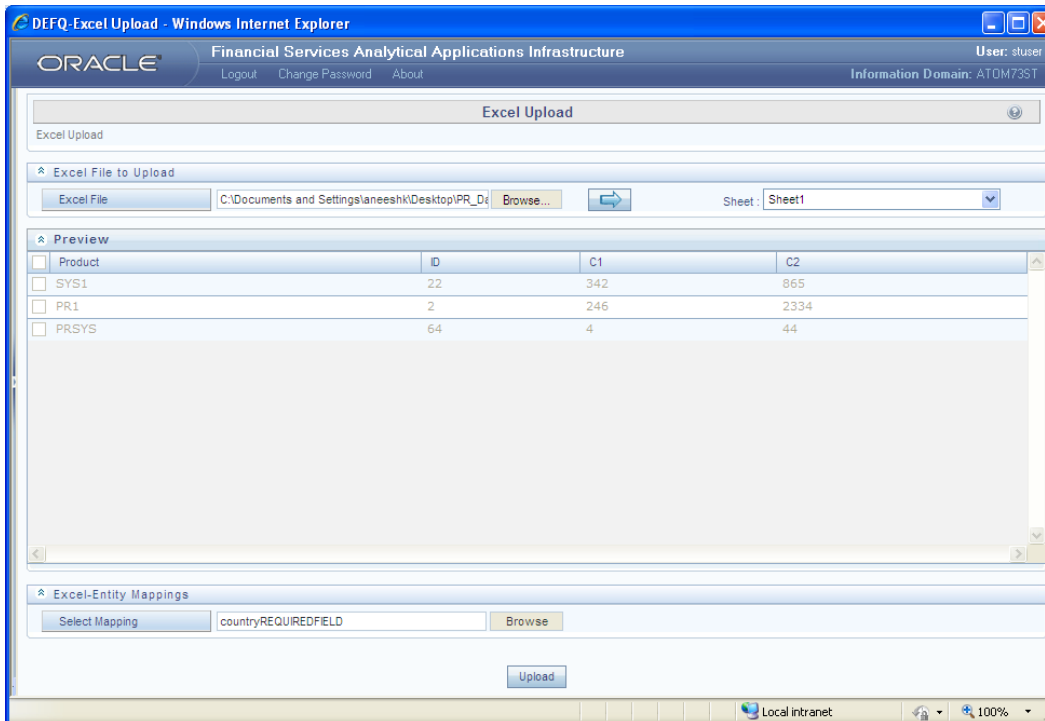 DEFQ-Excel Upload - Windows Internet Explorer
ORACLE Financial Services Analytical Applications Infrastructure User: stuser
Logout Change Password About Information Domain: ATOM73ST
Excel Upload
Excel Upload
Excel File to Upload
Excel File C:\Documents and Settings\aneeshk\Desktop\PR_Da Browse... Sheet : Sheet1
Preview
Product ID C1 C2
SYS1 22 342 865
PR1 2 246 2334
PRSYS 64 4 44
Excel-Entity Mappings
Select Mapping countryREQUIREDFIELD Browse
Upload
Local intranet 100%